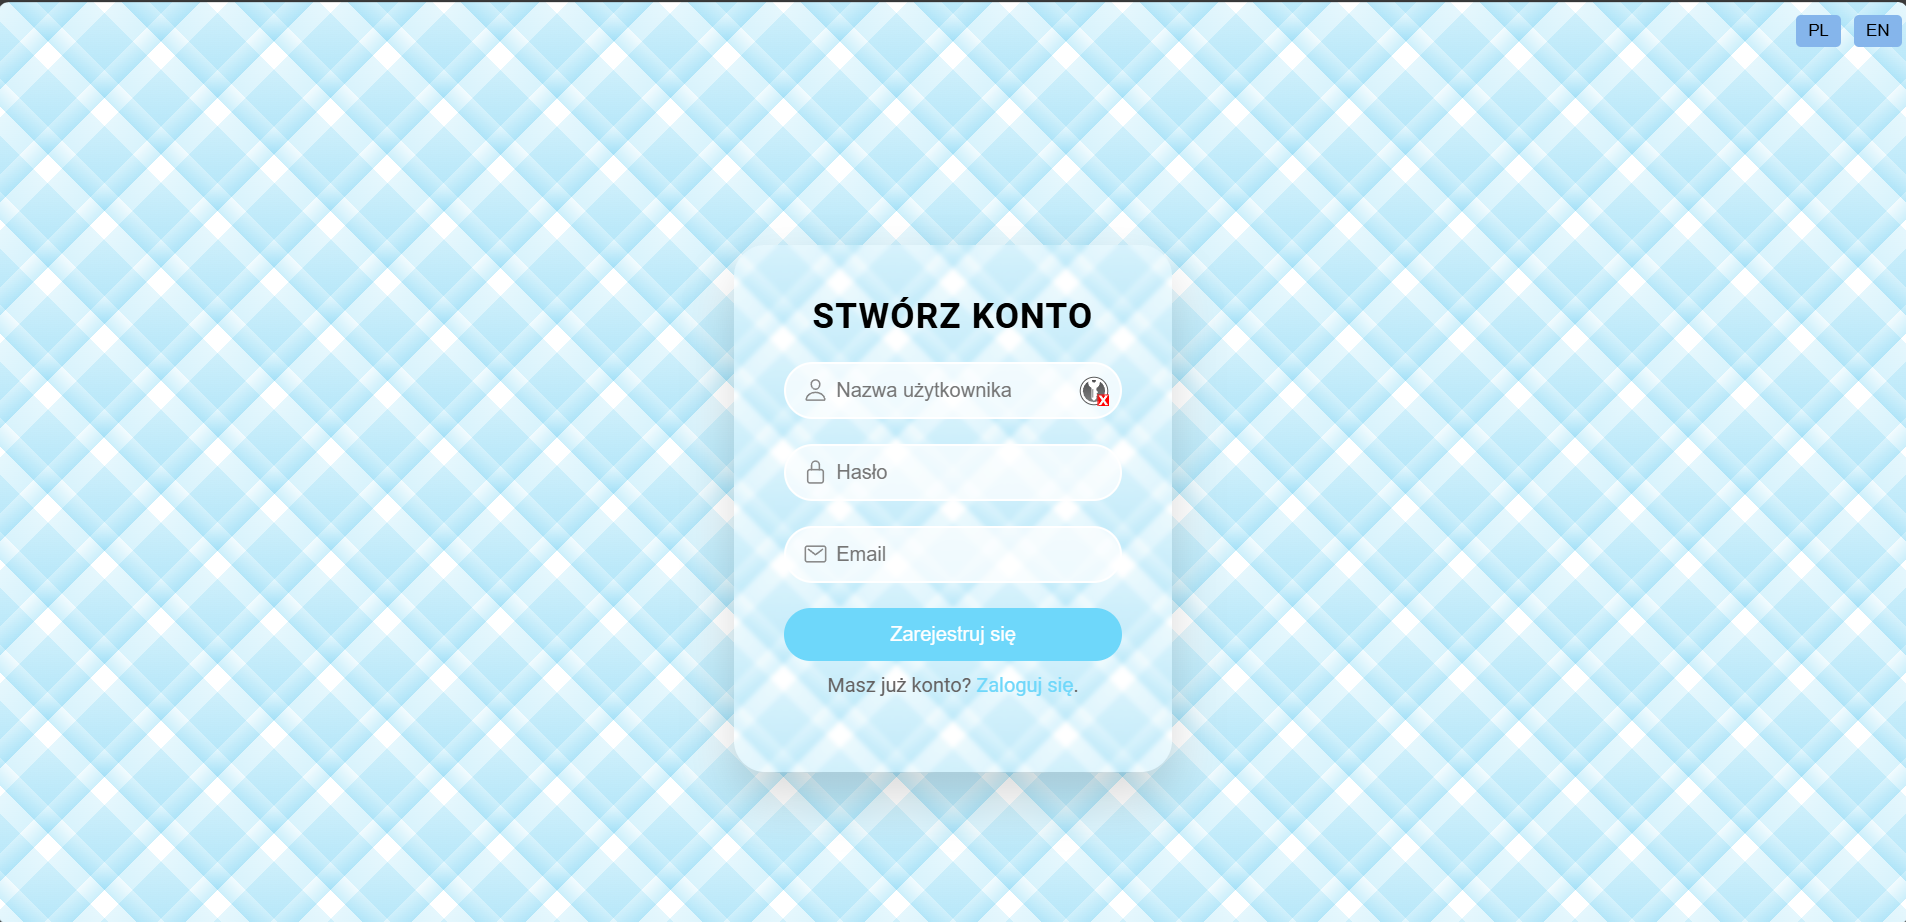 PL EN
STWÓRZ KONTO
Nazwa użytkownika
Hasło
Email
Zarejestruj się
Masz już konto? Zaloguj się.